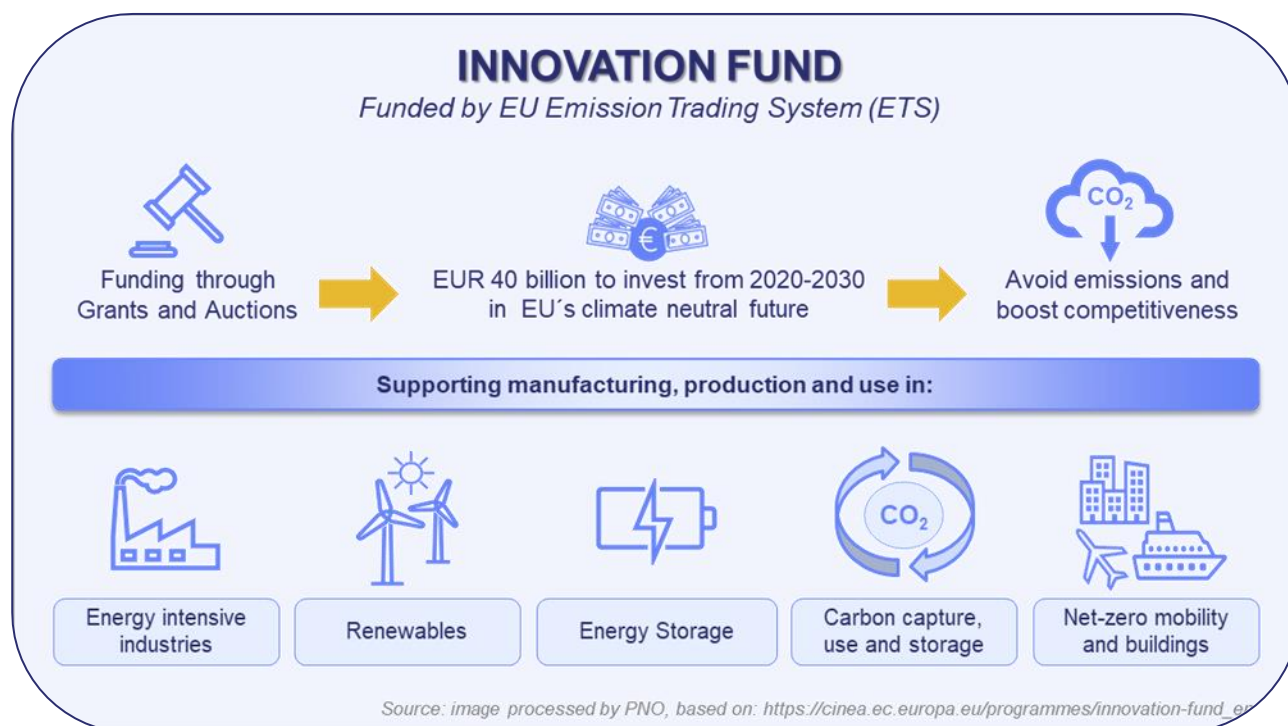 INNOVATION FUND
Funded by EU Emission Trading System (ETS)
CO₂
€
Funding through
Grants and Auctions
EUR 40 billion to invest from 2020-2030
in EU´s climate neutral future
Avoid emissions and
boost competitiveness
Supporting manufacturing, production and use in:
CO₂
Energy intensive
industries
Renewables
Energy Storage
Carbon capture,
use and storage
Net-zero mobility
and buildings
Source: image processed by PNO, based on: https://cinea.ec.europa.eu/programmes/innovation-fund_en